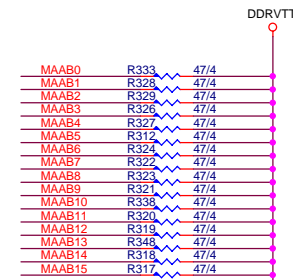 DDRVTT
MAAB0 R333 47/4
MAAB1 R328 47/4
MAAB2 R329 47/4
MAAB3 R326 47/4
MAAB4 R327 47/4
MAAB5 R312 47/4
MAAB6 R324 47/4
MAAB7 R322 47/4
MAAB8 R323 47/4
MAAB9 R321 47/4
MAAB10 R338 47/4
MAAB11 R320 47/4
MAAB12 R319 47/4
MAAB13 R348 47/4
MAAB14 R318 47/4
MAAB15 R317 47/4